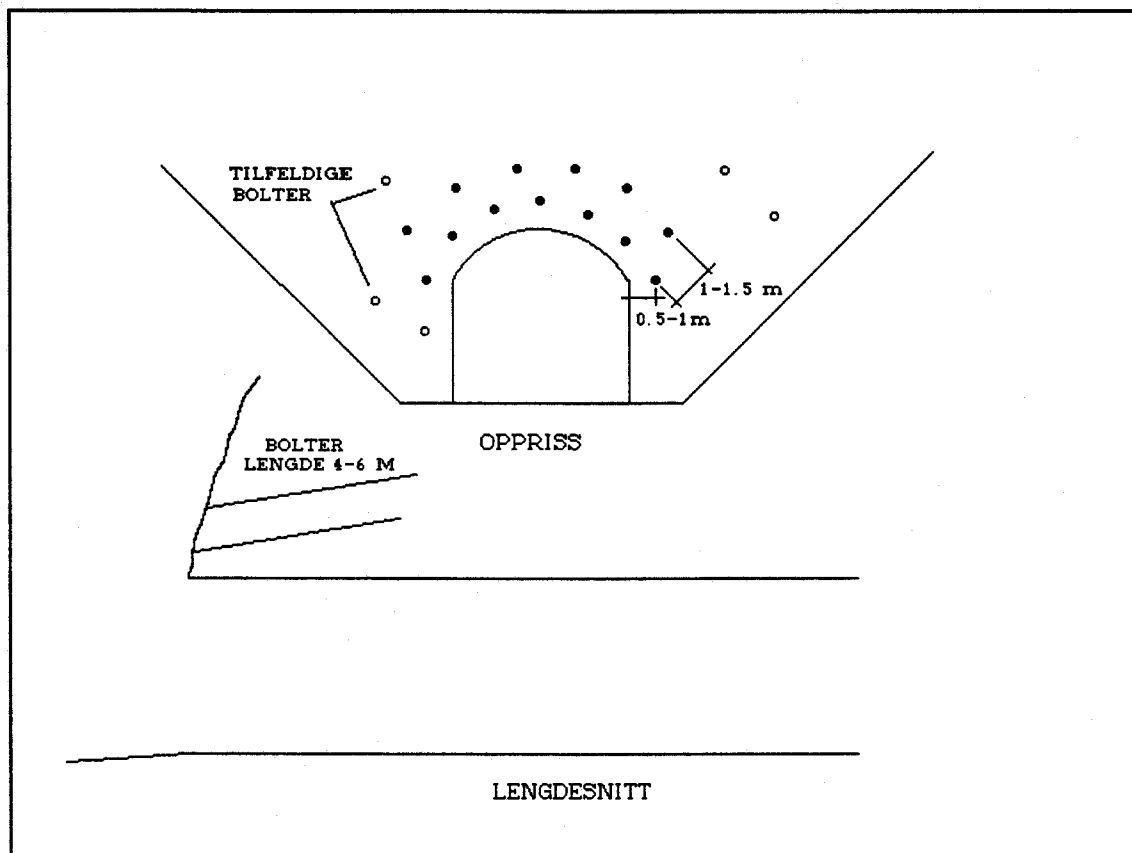 TILFELDIGE
BOLTER
1-1.5 m
0.5-1m
OPPRISS
BOLTER
LENGDE 4-6 M
LENGDESNITT